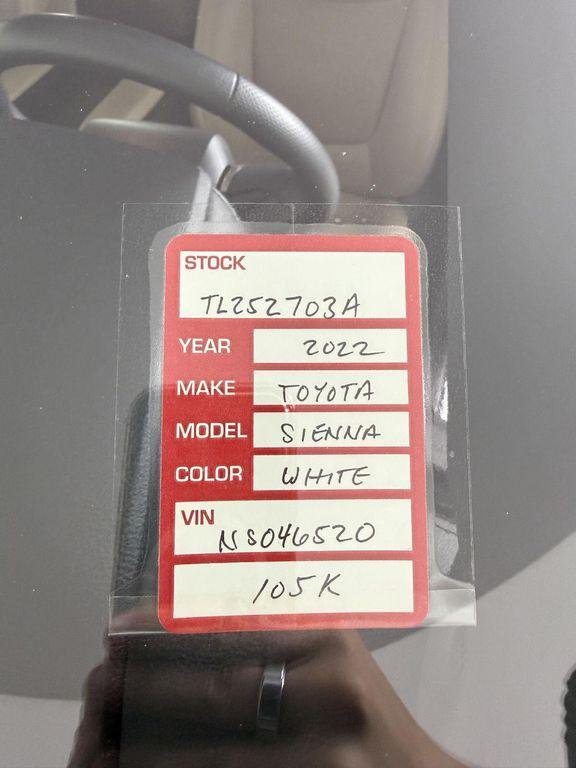 STOCK
TL252703A
YEAR 2022
MAKE TOYOTA
MODEL SIENNA
COLOR WHITE
VIN
NS046520
105K